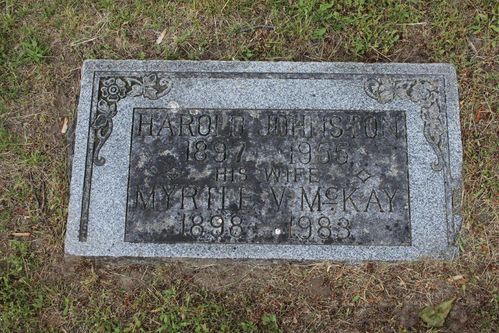 HAROLD JOHNSTON
1897 1966
HIS WIFE
MYRTLE V. McKAY
1898 1983